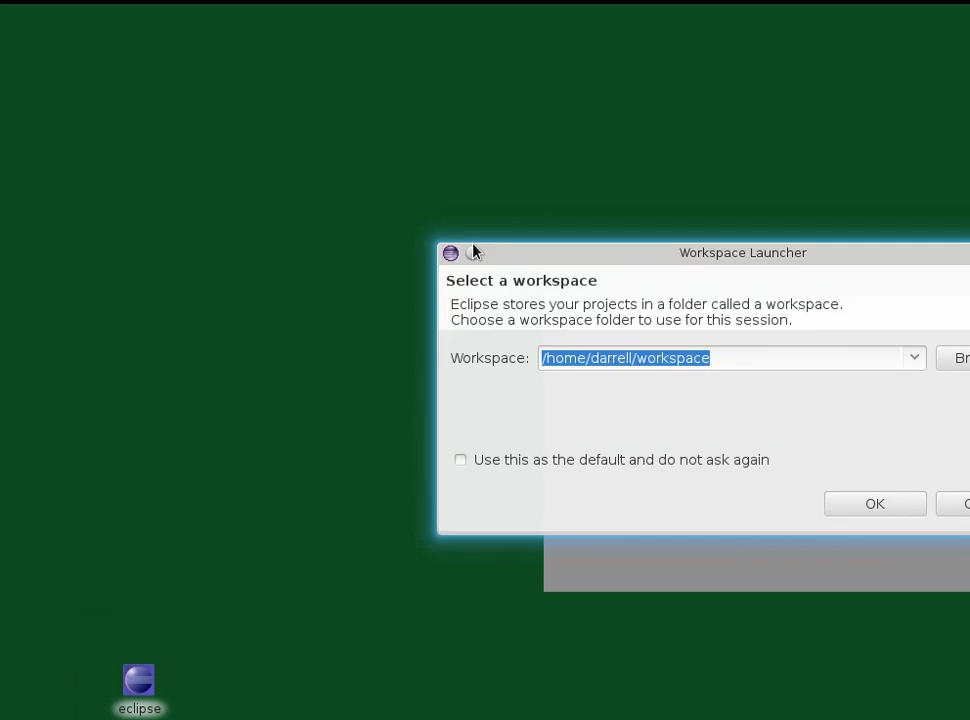 Workspace Launcher
Select a workspace
Eclipse stores your projects in a folder called a workspace.
Choose a workspace folder to use for this session.
Workspace: /home/darrell/workspace Br
Use this as the default and do not ask again
OK
eclipse